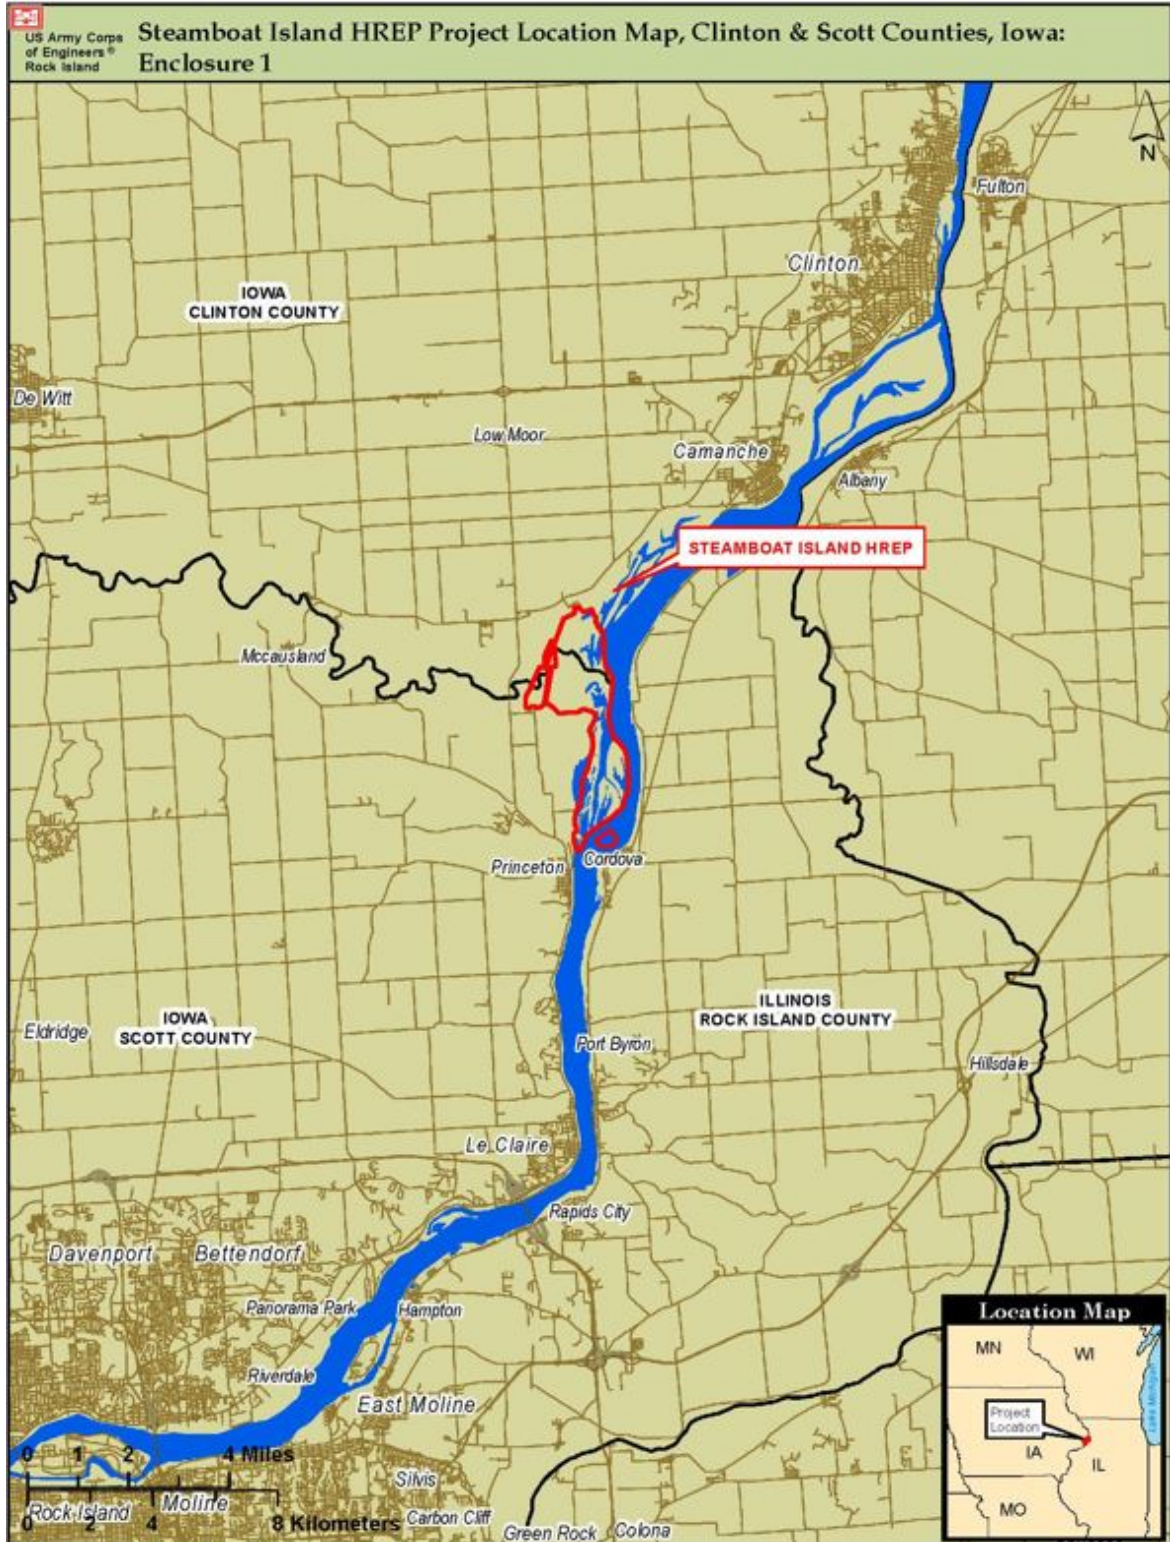 US Army Corps
of Engineers®
Rock Island
Steamboat Island HREP Project Location Map, Clinton & Scott Counties, Iowa:
Enclosure 1
N
Fulton
Clinton
IOWA
CLINTON COUNTY
De Witt
Low Moor
Camanche
Albany
STEAMBOAT ISLAND HREP
Mccausland
Princeton
Cordova
IOWA
SCOTT COUNTY
ILLINOIS
ROCK ISLAND COUNTY
Eldridge
Port Byron
Hillsdale
Le Claire
Rapids City
Davenport
Bettendorf
Panorama Park
Hampton
Riverdale
East Moline
0 1 2 4 Miles
Silvis
Rock Island
Moline
Carbon Cliff
0 2 4 8 Kilometers
Green Rock
Colona
Location Map
MN
WI
Lake Michigan
Project
Location
IA
IL
MO